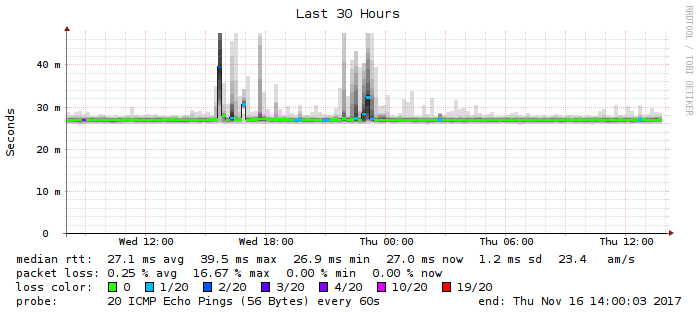 Last 30 Hours
RRDTOOL / TOBI OETIKER
Seconds
40 m
30 m
20 m
10 m
0
Wed 12:00 Wed 18:00 Thu 00:00 Thu 06:00 Thu 12:00
median rtt: 27.1 ms avg 39.5 ms max 26.9 ms min 27.0 ms now 1.2 ms sd 23.4 am/s
packet loss: 0.25 % avg 16.67 % max 0.00 % min 0.00 % now
loss color: 0 1/20 2/20 3/20 4/20 10/20 19/20
probe: 20 ICMP Echo Pings (56 Bytes) every 60s end: Thu Nov 16 14:00:03 2017